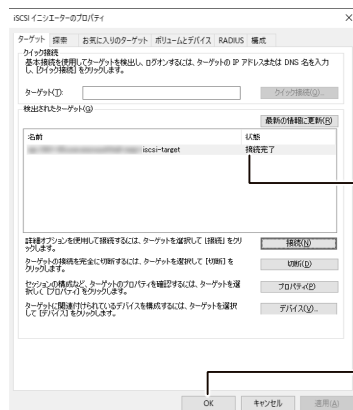 iSCSI イニシエーターのプロパティ
ターゲット 探索 お気に入りのターゲット ボリュームとデバイス RADIUS 構成
クイック接続
基本接続を使用してターゲットを検出し、ログオンするには、ターゲットの IP アドレスまたは DNS 名を入力
し、[クイック接続] をクリックします。
ターゲット(T):
クイック接続(Q)...
検出されたターゲット(G)
最新の情報に更新(R)
名前 状態
iscsi-target 接続完了
詳細オプションを使用して接続するには、ターゲットを選択して [接続] をクリ
ックします。
接続(N)
ターゲットの接続を完全に切断するには、ターゲットを選択して [切断] を
クリックします。
切断(D)
セッションの構成など、ターゲットのプロパティを確認するには、ターゲットを選
択して [プロパティ] をクリックします。
プロパティ(P)
ターゲットに関連付けられているデバイスを構成するには、ターゲットを選択
して [デバイス] をクリックします。
デバイス(V)...
OK キャンセル 適用(A)